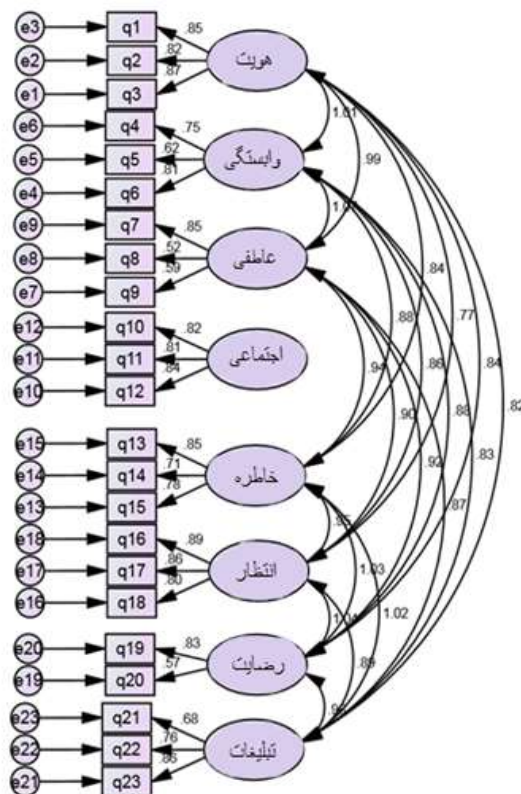 e3 q1 .85
e2 q2 .82 هویت
e1 q3 .87
e6 q4 .75
1.01
e5 q5 .62 وابستگی
.99
e4 q6 .81
e9 q7 .85
e8 q8 .52 عاطفی
.84
e7 q9 .59
.77
e12 q10 .82
.88
e11 q11 .81 اجتماعی
.94 .86 .84
e10 q12 .84
.82
.90 .88
e15 q13 .85
.92 .83
e14 q14 .71 خاطره
e13 q15 .78
.87
e18 q16 .89
.95
e17 q17 .86 انتظار
1.03
e16 q18 .80
1.04 1.02
e20 q19 .83
.89
e19 q20 .57 رضایت
e23 q21 .68
e22 q22 .76 تبلیغات
e21 q23